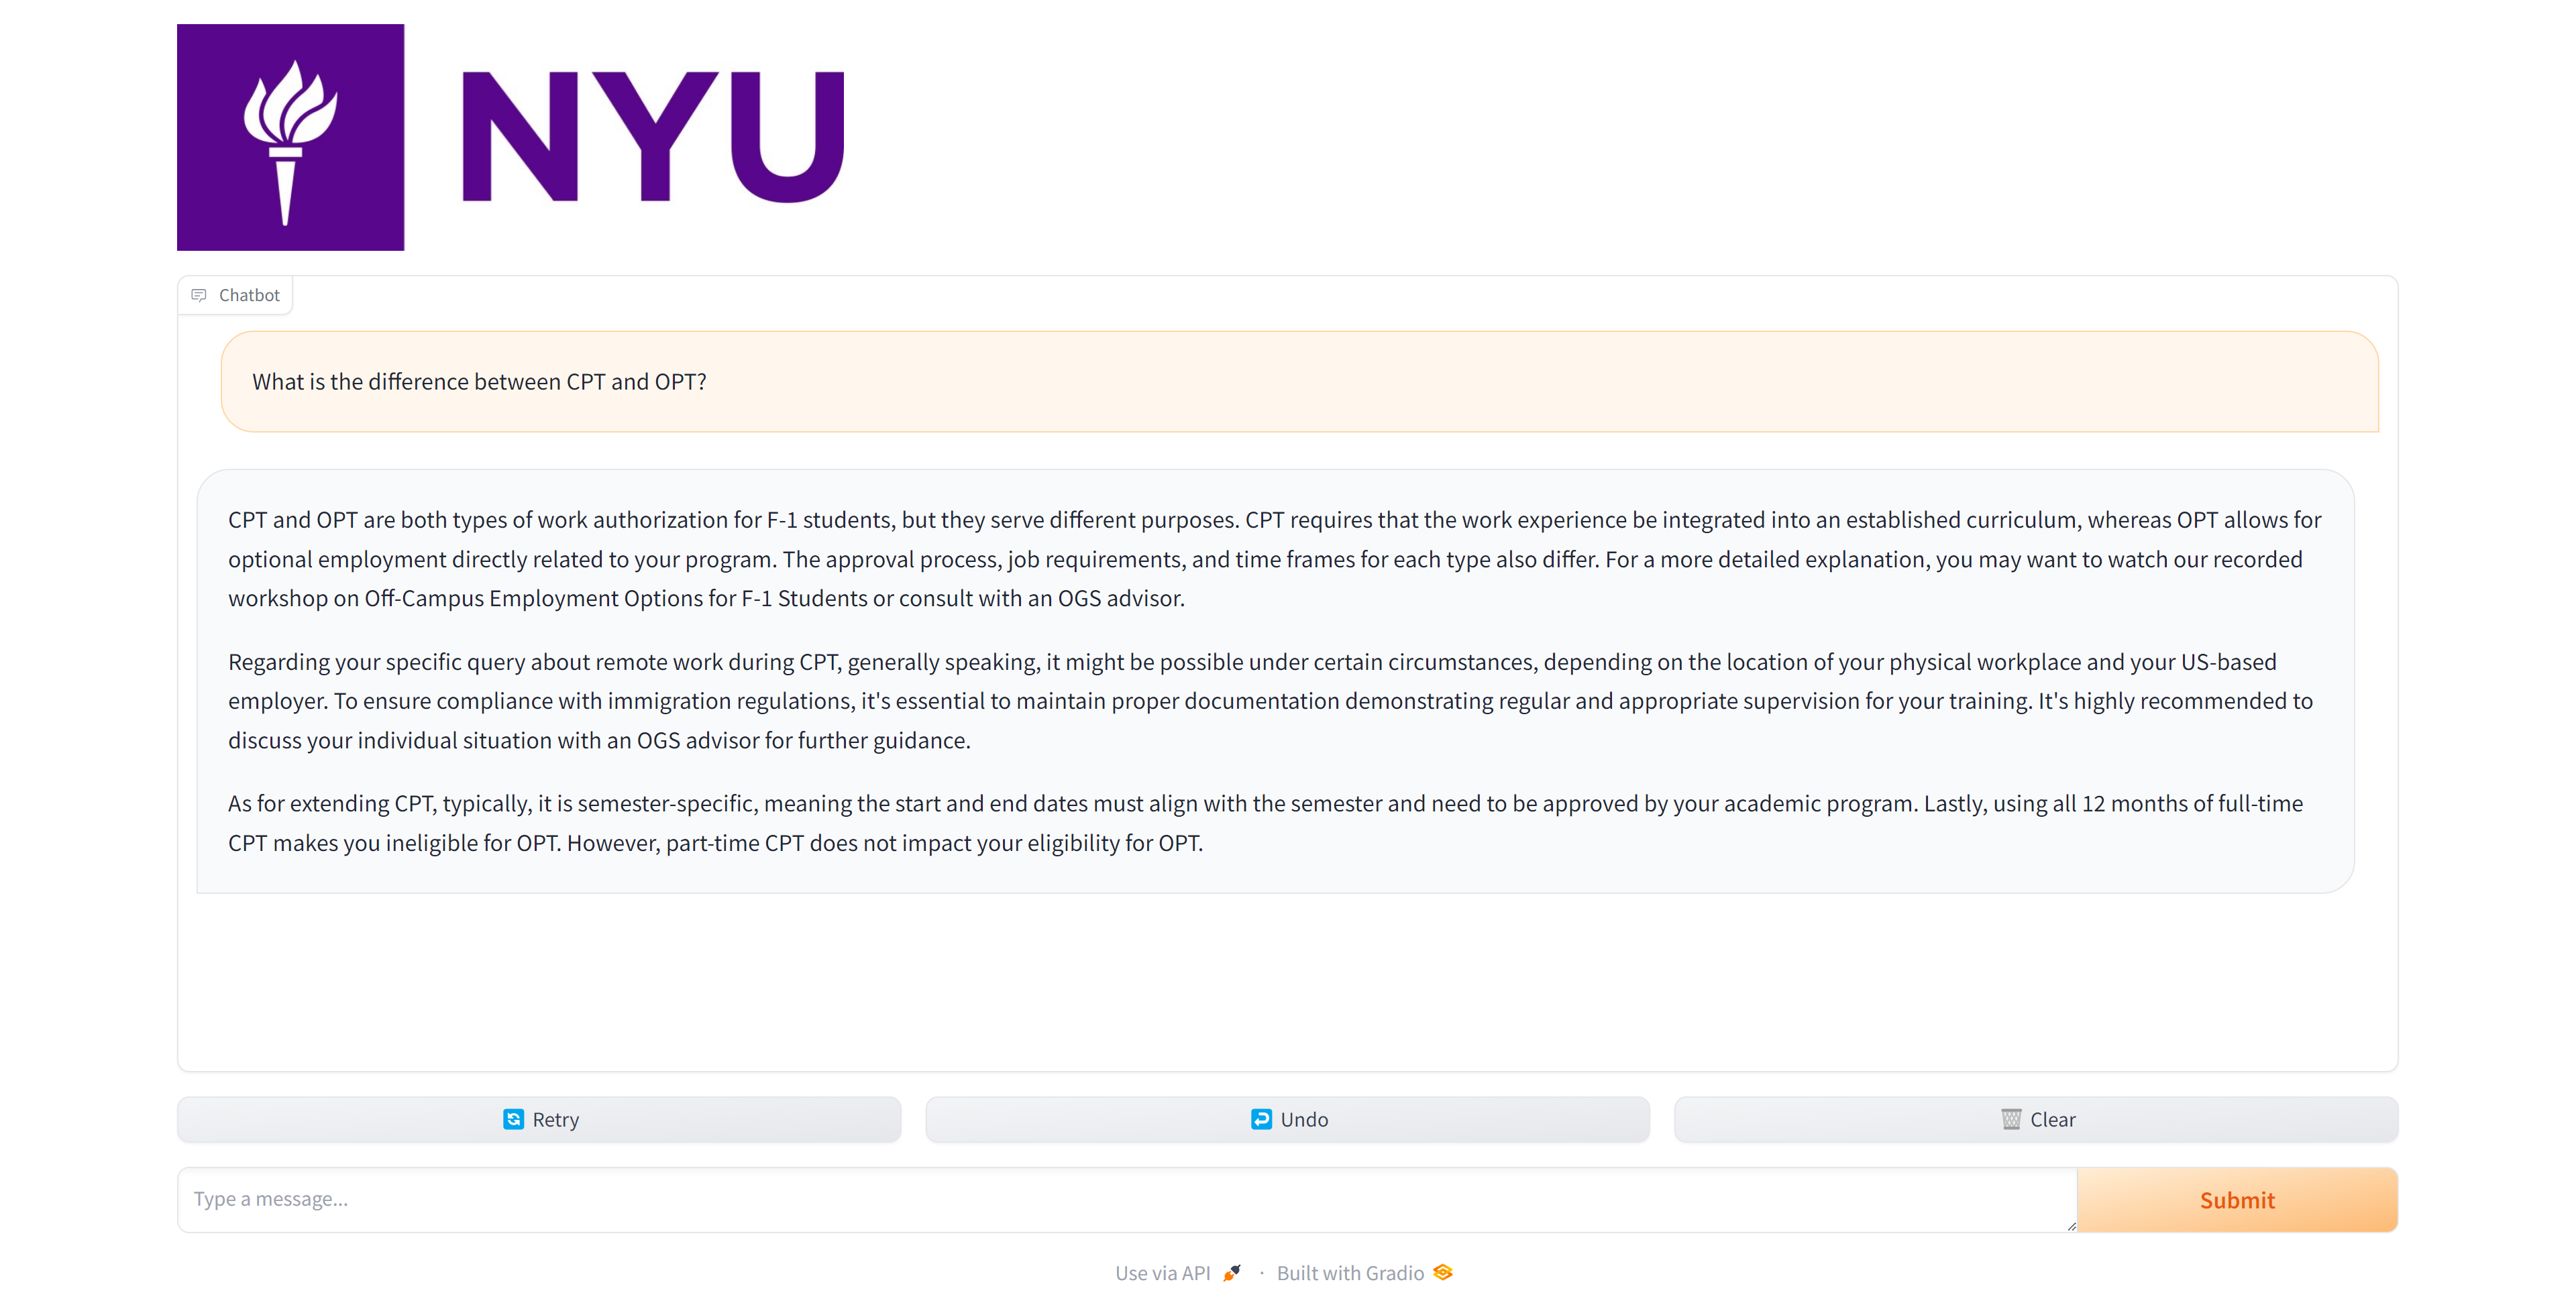 NYU
Chatbot
What is the difference between CPT and OPT?
CPT and OPT are both types of work authorization for F-1 students, but they serve different purposes. CPT requires that the work experience be integrated into an established curriculum, whereas OPT allows for
optional employment directly related to your program. The approval process, job requirements, and time frames for each type also differ. For a more detailed explanation, you may want to watch our recorded
workshop on Off-Campus Employment Options for F-1 Students or consult with an OGS advisor.
Regarding your specific query about remote work during CPT, generally speaking, it might be possible under certain circumstances, depending on the location of your physical workplace and your US-based
employer. To ensure compliance with immigration regulations, it's essential to maintain proper documentation demonstrating regular and appropriate supervision for your training. It's highly recommended to
discuss your individual situation with an OGS advisor for further guidance.
As for extending CPT, typically, it is semester-specific, meaning the start and end dates must align with the semester and need to be approved by your academic program. Lastly, using all 12 months of full-time
CPT makes you ineligible for OPT. However, part-time CPT does not impact your eligibility for OPT.
Retry
Undo
Clear
Type a message...
Submit
Use via API · Built with Gradio